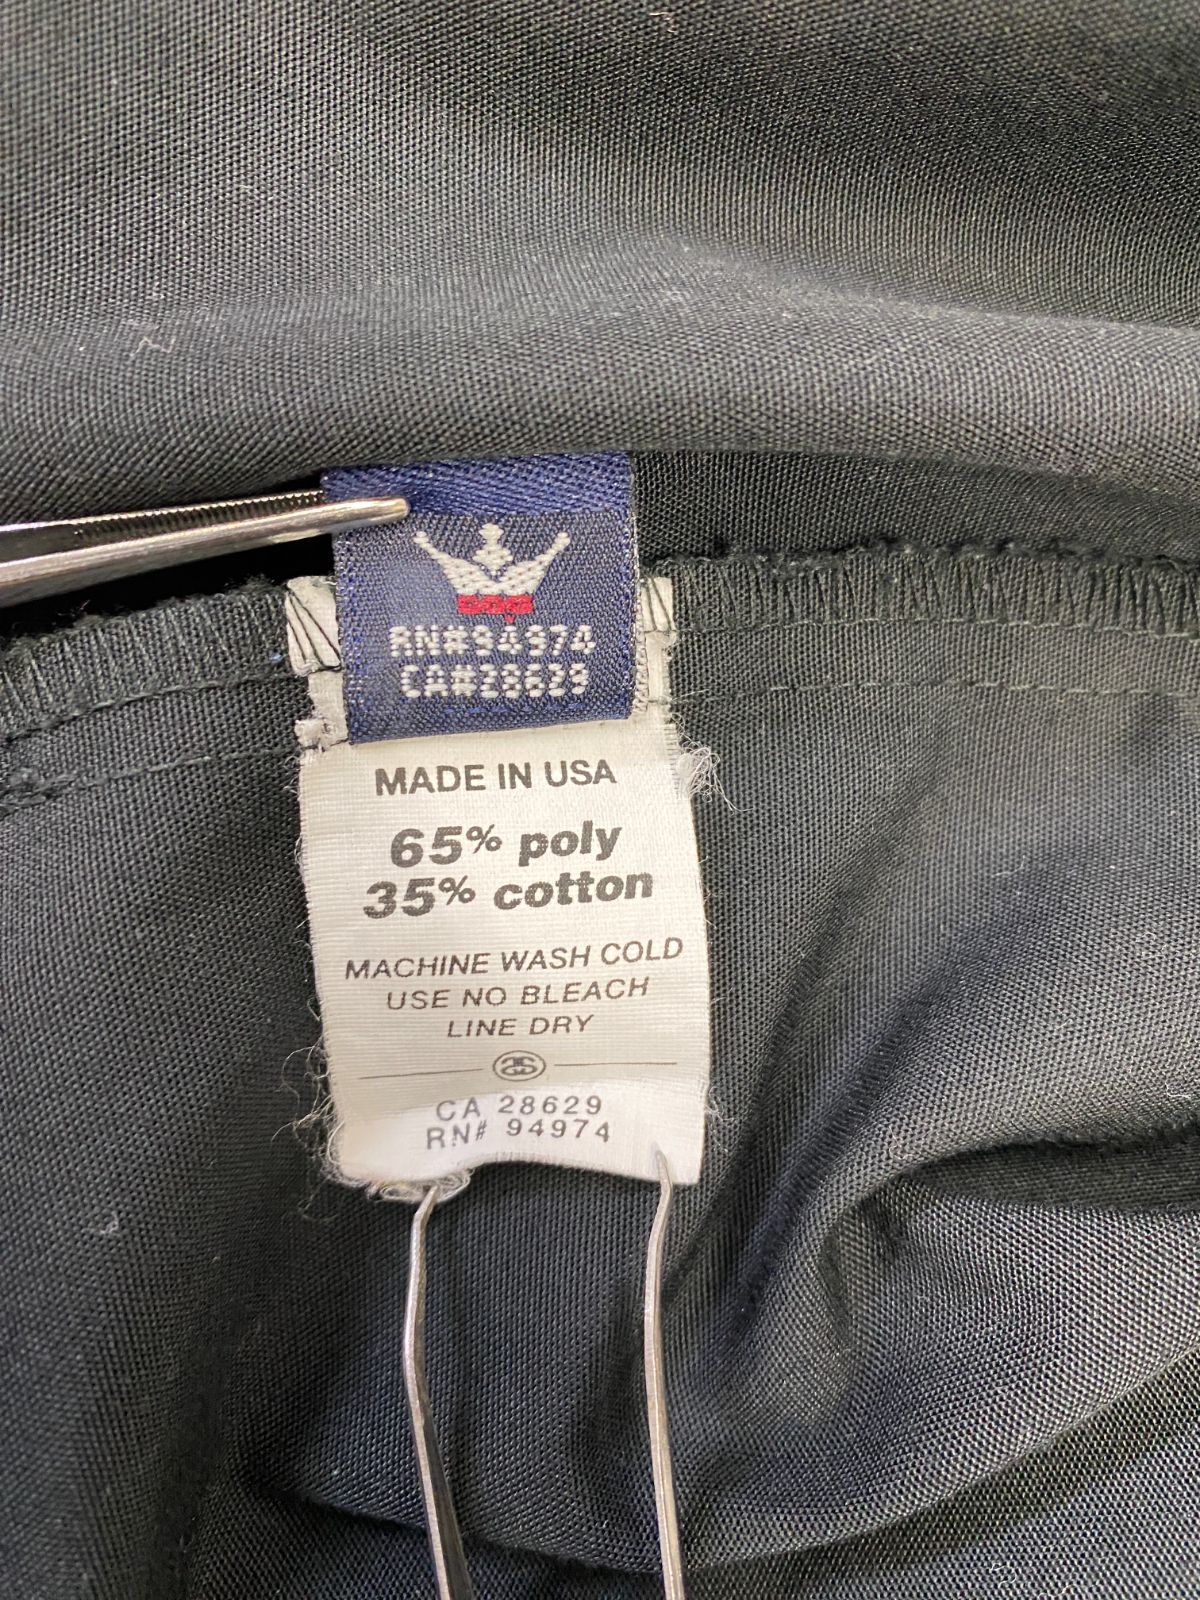 RN#94974
CA#28629
MADE IN USA
65% poly
35% cotton
MACHINE WASH COLD
USE NO BLEACH
LINE DRY
CA 28629
RN# 94974